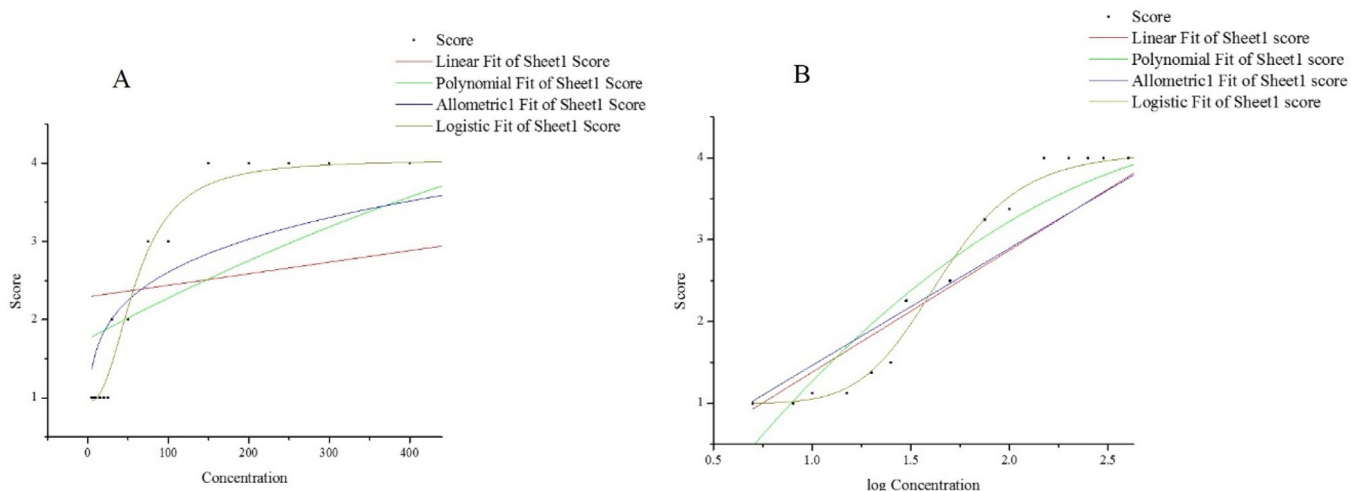 A
Score
Linear Fit of Sheet1 Score
Polynomial Fit of Sheet1 Score
Allometric1 Fit of Sheet1 Score
Logistic Fit of Sheet1 Score
4
3
2
1
Score
0
100
200
300
400
Concentration
B
Score
Linear Fit of Sheet1 score
Polynomial Fit of Sheet1 score
Allometric1 Fit of Sheet1 score
Logistic Fit of Sheet1 score
4
3
2
1
Score
0.5
1.0
1.5
2.0
2.5
log Concentration